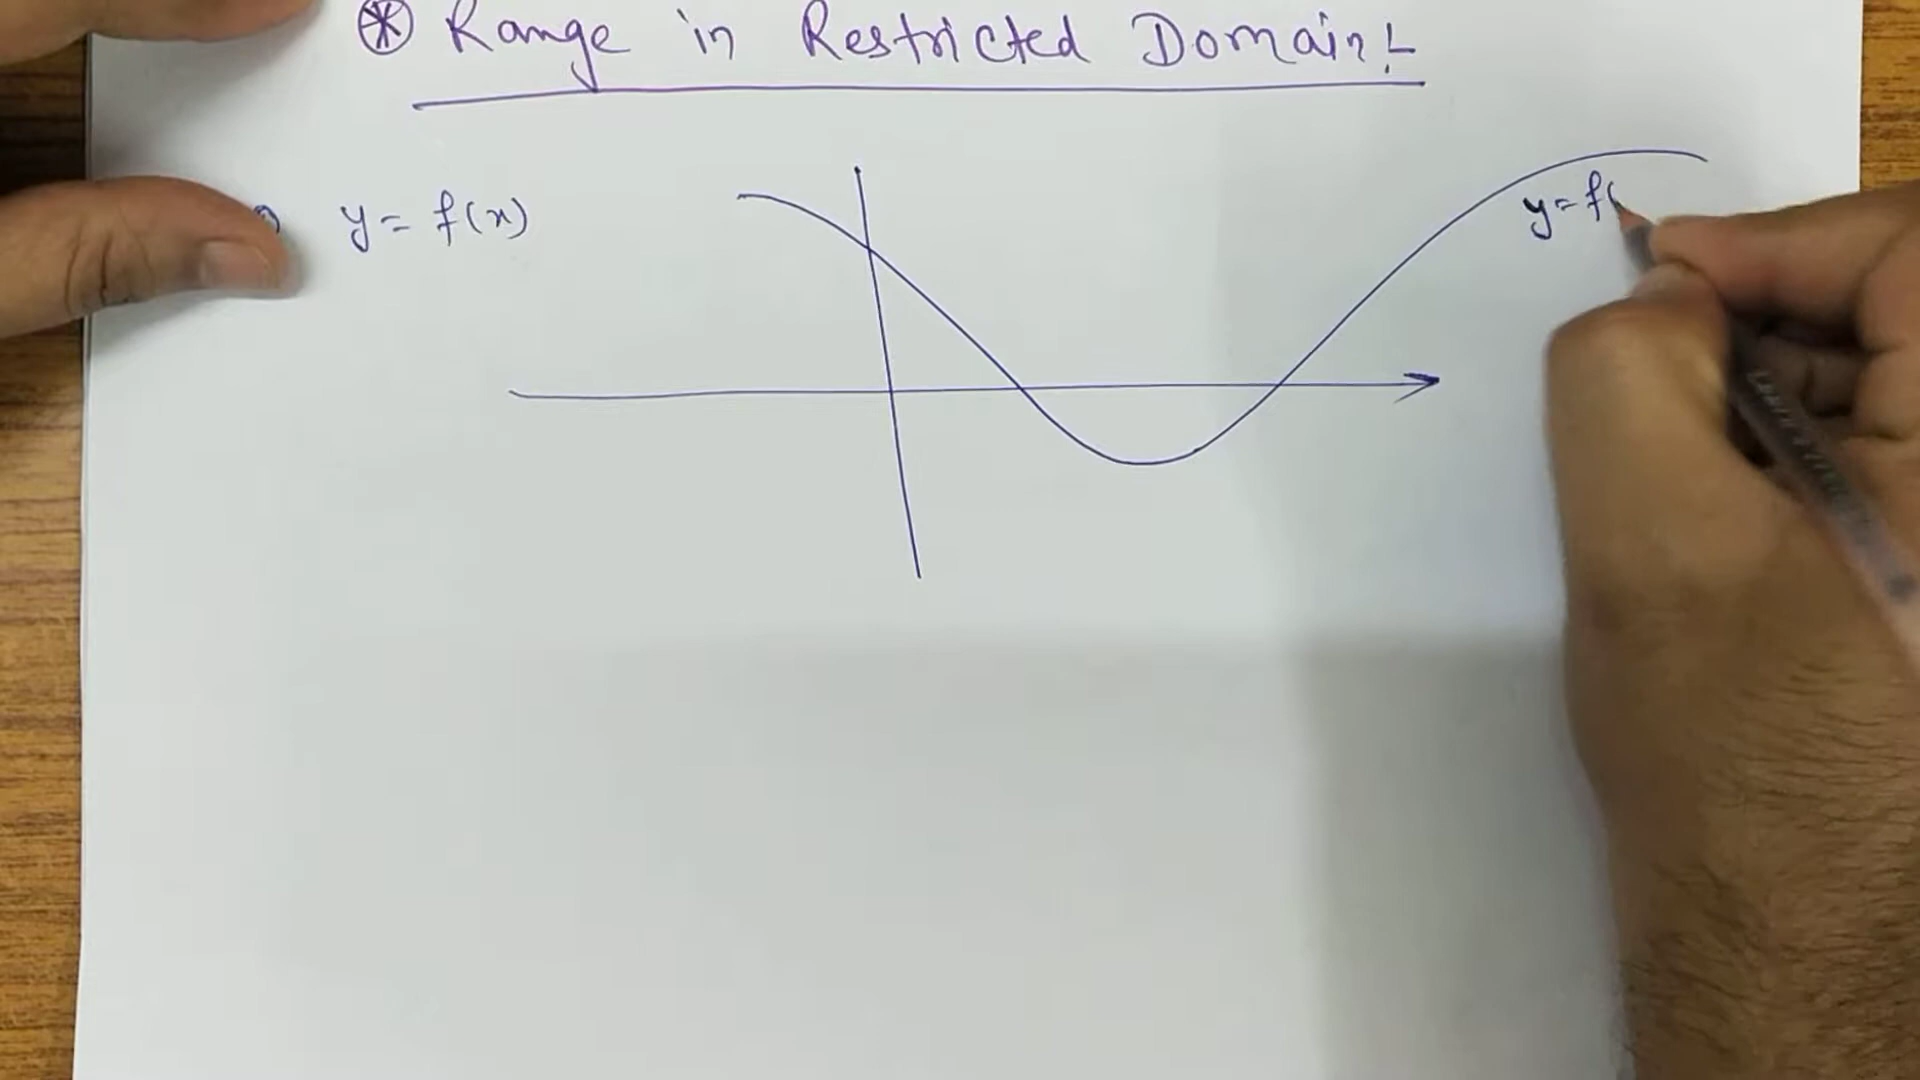 * Range in Restricted Domain!
y = f(x)
y = f(